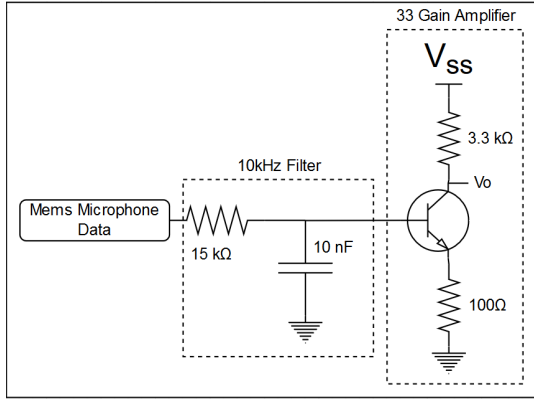 33 Gain Amplifier
Vss
3.3 kΩ
10kHz Filter
Vo
Mems Microphone
Data
15 kΩ
10 nF
100Ω